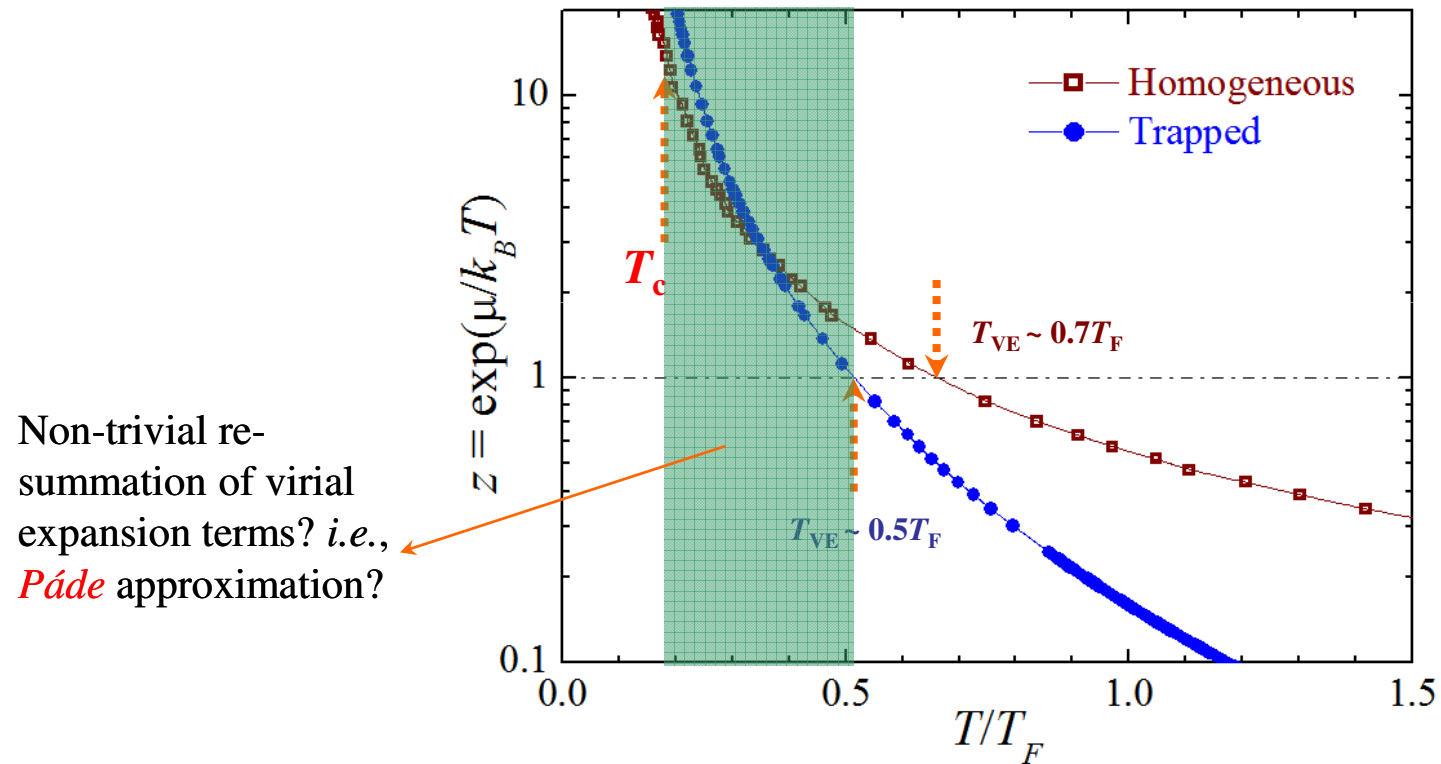 10
1
0.1
0.0
0.5
1.0
1.5
z = exp(μ/k_BT)
T/T_F
Homogeneous
Trapped
T_c
T_VE ~ 0.7T_F
T_VE ~ 0.5T_F
Non-trivial re-
summation of virial
expansion terms? i.e.,
Páde approximation?